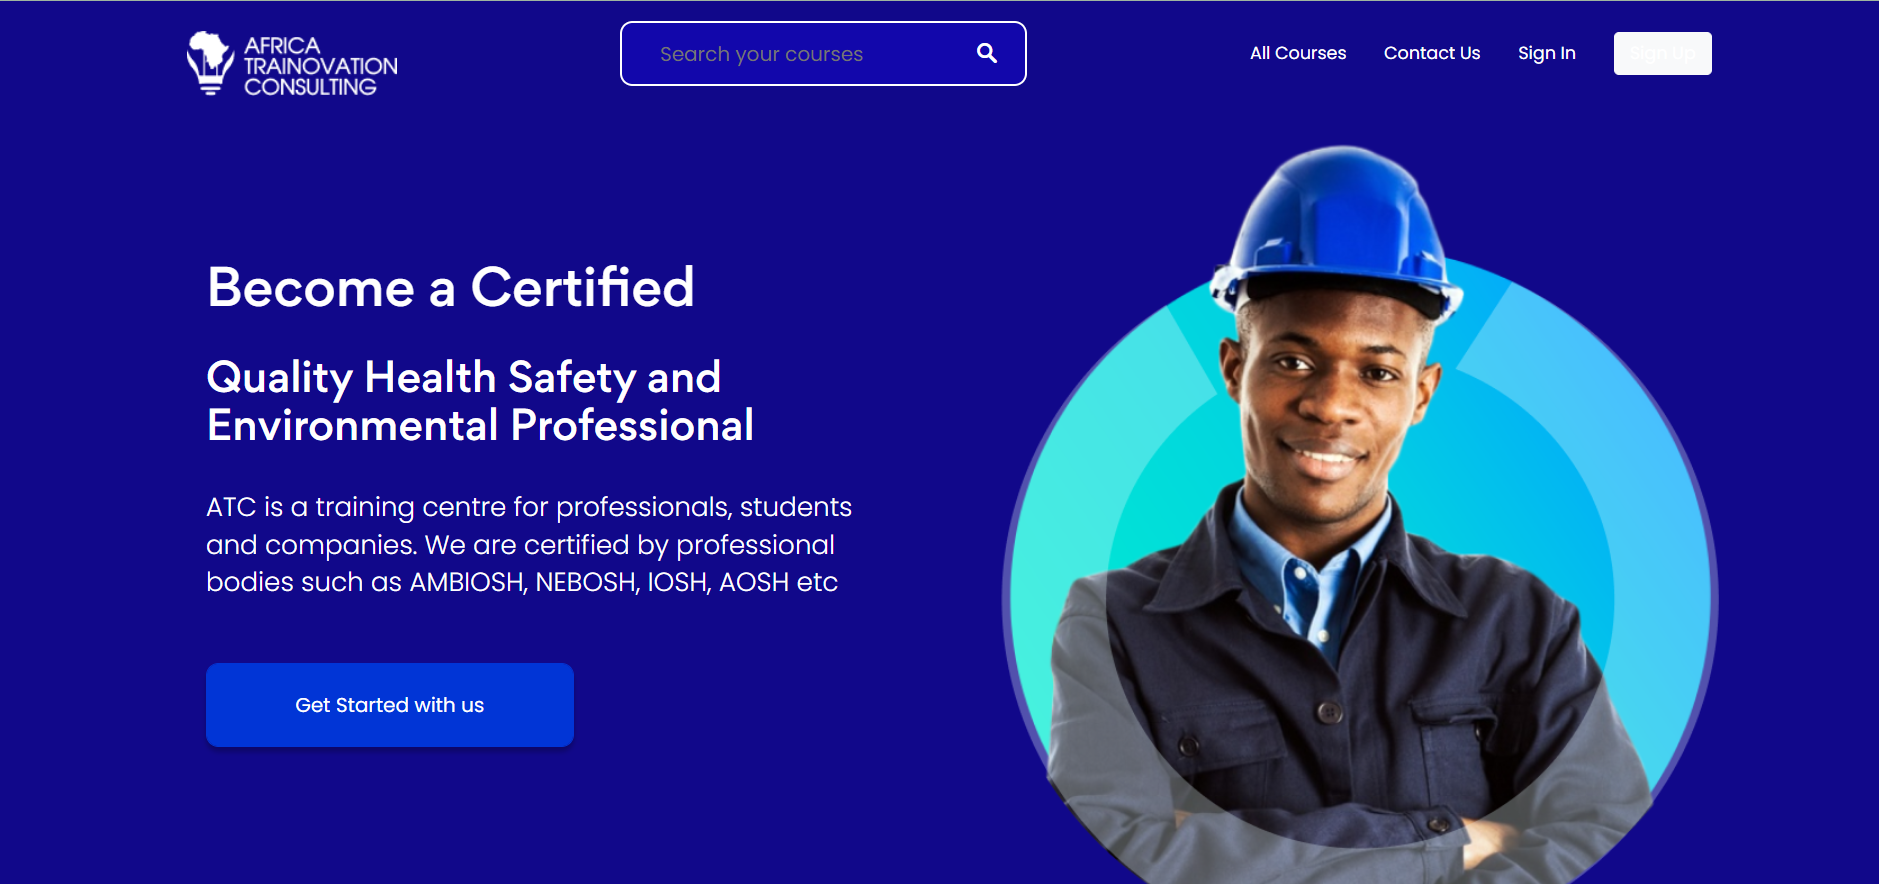 AFRICA
TRAINOVATION
CONSULTING
Search your courses
All Courses
Contact Us
Sign In
Sign Up
Become a Certified
Quality Health Safety and
Environmental Professional
ATC is a training centre for professionals, students
and companies. We are certified by professional
bodies such as AMBIOSH, NEBOSH, IOSH, AOSH etc
Get Started with us